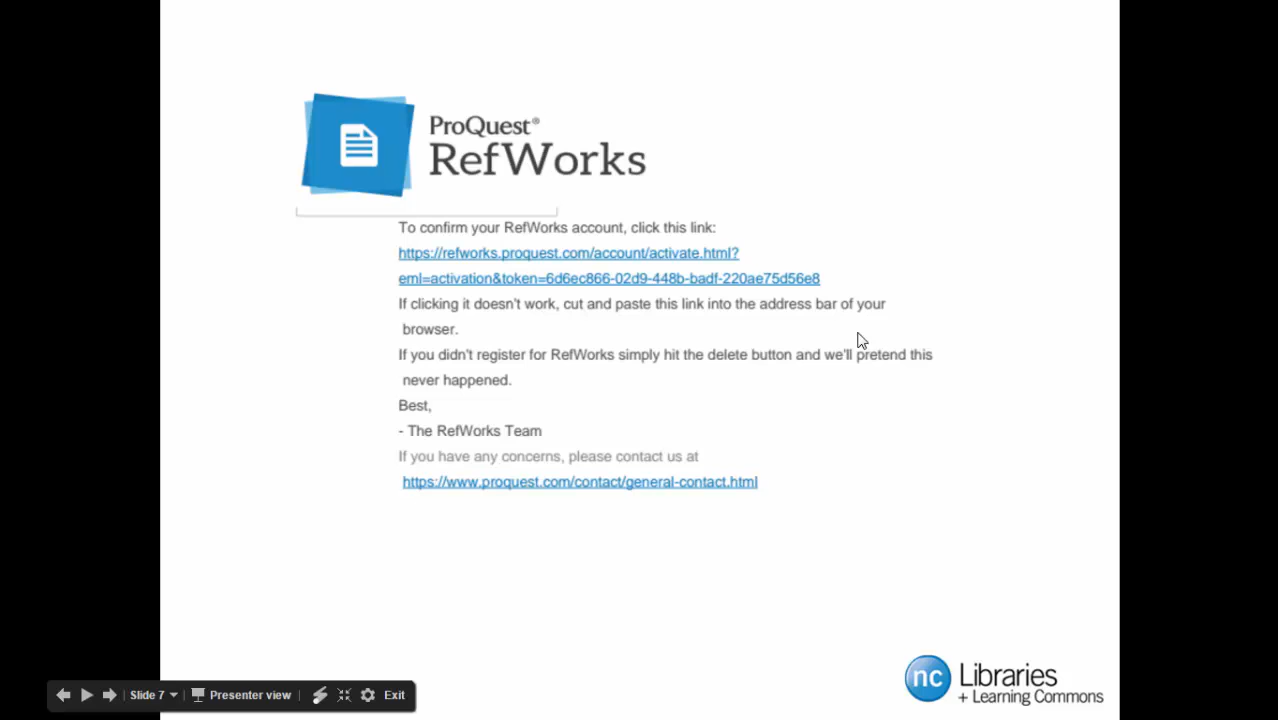 ProQuest®
RefWorks
To confirm your RefWorks account, click this link:
https://refworks.proquest.com/account/activate.html?
eml=activation&token=6d6ec866-02d9-448b-badf-220ae75d56e8
If clicking it doesn't work, cut and paste this link into the address bar of your
browser.
If you didn't register for RefWorks simply hit the delete button and we'll pretend this
never happened.
Best,
- The RefWorks Team
If you have any concerns, please contact us at
https://www.proquest.com/contact/general-contact.html
nc Libraries
+ Learning Commons
Slide 7 Presenter view Exit